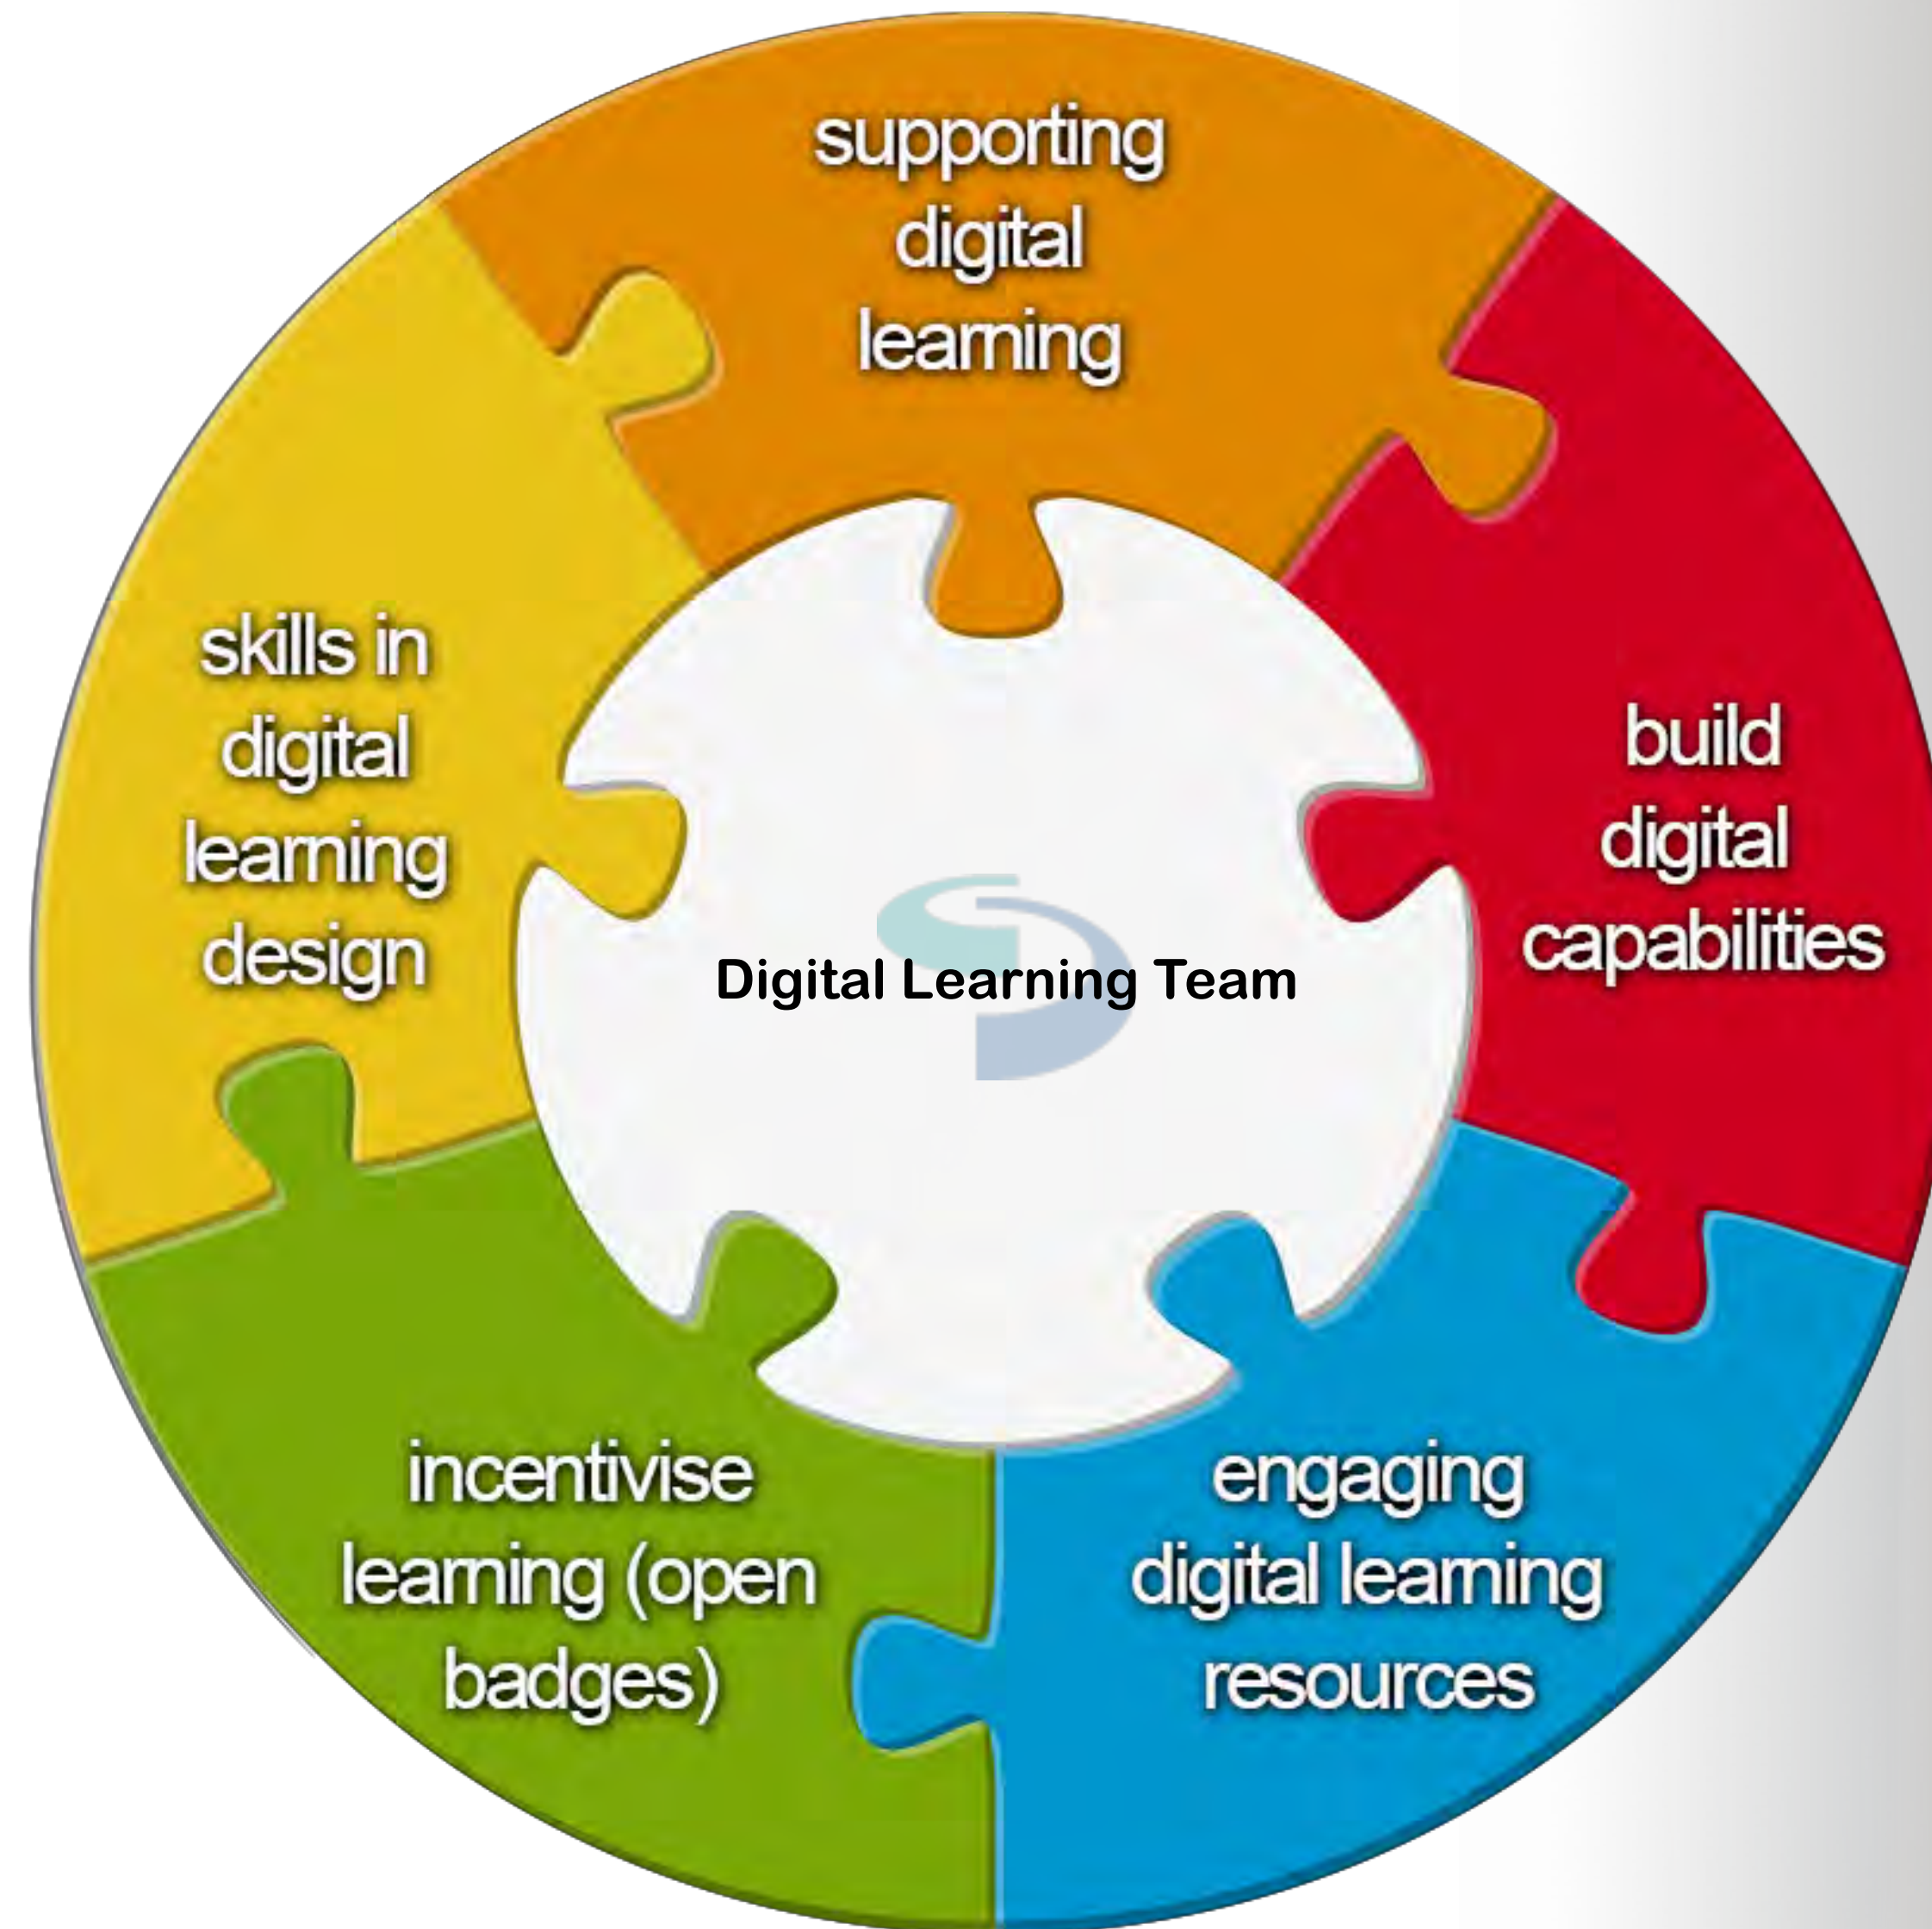 supporting
digital
learning
build
digital
capabilities
engaging
digital learning
resources
incentivise
learning (open
badges)
skills in
digital
learning
design
Digital Learning Team